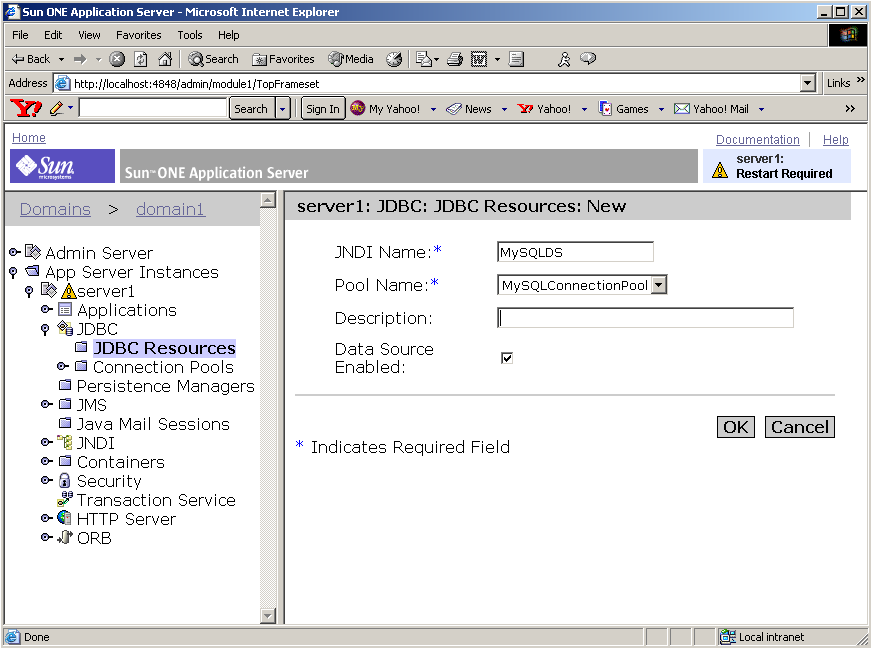 Sun ONE Application Server - Microsoft Internet Explorer
File Edit View Favorites Tools Help
Back Search Favorites Media
Address http://localhost:4848/admin/module1/TopFrameset Links »
Y! Search Sign In My Yahoo! News Yahoo! Games Yahoo! Mail »
Home Documentation Help
Sun microsystems Sun™ ONE Application Server server1:
Restart Required
Domains > domain1 server1: JDBC: JDBC Resources: New
Admin Server
App Server Instances
server1
Applications
JDBC
JDBC Resources
Connection Pools
Persistence Managers
JMS
Java Mail Sessions
JNDI
Containers
Security
Transaction Service
HTTP Server
ORB
JNDI Name:* MySQLDS
Pool Name:* MySQLConnectionPool
Description:
Data Source
Enabled:
OK Cancel
* Indicates Required Field
Done Local intranet